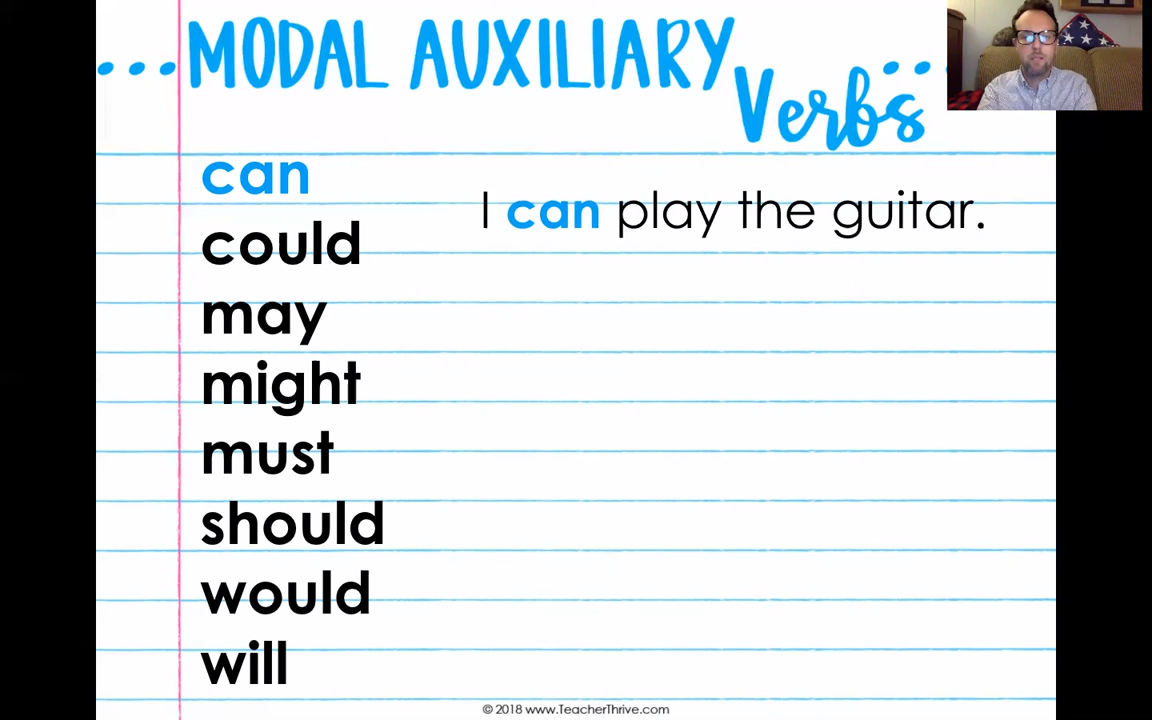 MODAL AUXILIARY
Verbs
can
I can play the guitar.
could
may
might
must
should
would
will
© 2018 www.TeacherThrive.com